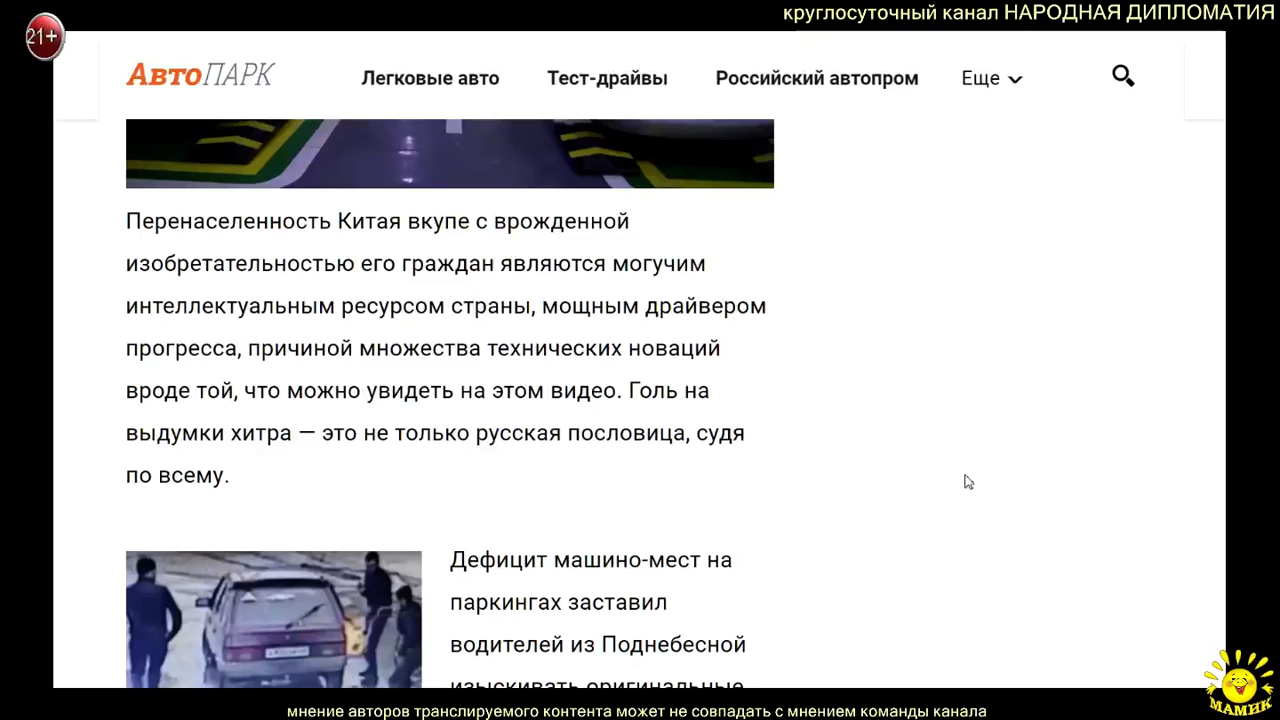 круглосуточный канал НАРОДНАЯ ДИПЛОМАТИЯ
21+
АвтоПАРК
Легковые авто
Тест-драйвы
Российский автопром
Еще
Перенаселенность Китая вкупе с врожденной
изобретательностью его граждан являются могучим
интеллектуальным ресурсом страны, мощным драйвером
прогресса, причиной множества технических новаций
вроде той, что можно увидеть на этом видео. Голь на
выдумки хитра — это не только русская пословица, судя
по всему.
Дефицит машино-мест на
паркингах заставил
водителей из Поднебесной
изыскивать оригинальные
МАМИК
мнение авторов транслируемого контента может не совпадать с мнением команды канала